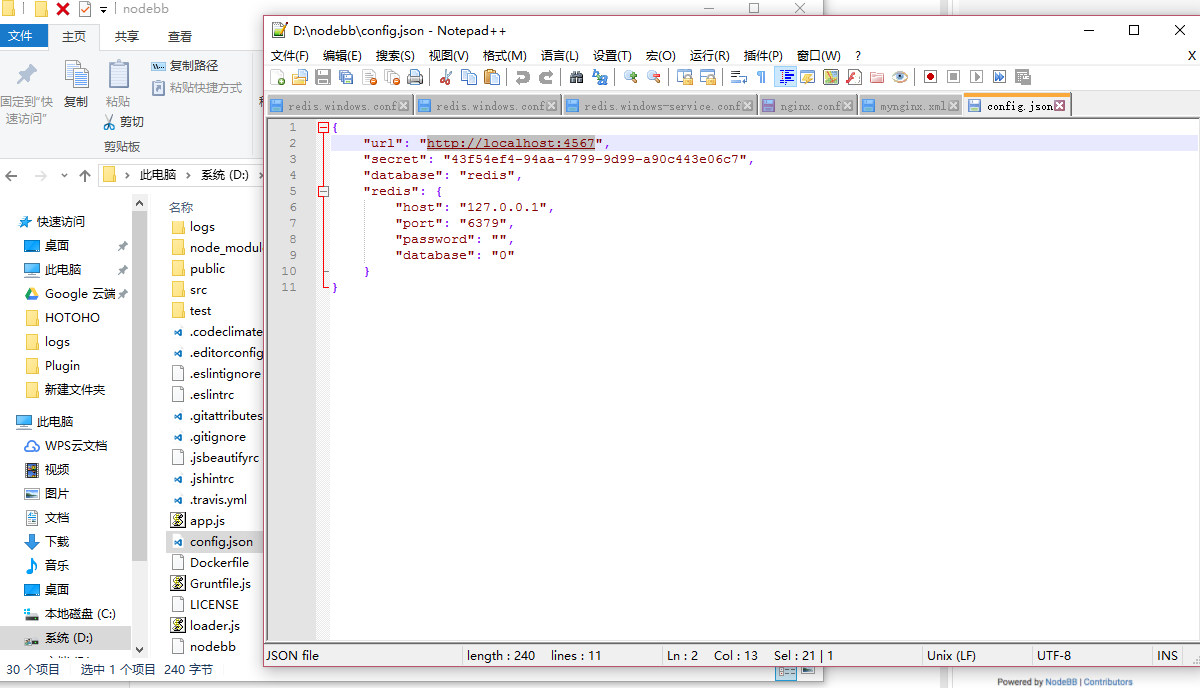 nodebb
文件
主页
共享
查看
固定到"快
速访问"
复制
粘贴
复制路径
粘贴快捷方式
剪切
剪贴板
此电脑
系统 (D:)
快速访问
桌面
此电脑
Google 云端
HOTOHO
logs
Plugin
新建文件夹
此电脑
WPS云文档
视频
图片
文档
下载
音乐
桌面
本地磁盘 (C:)
系统 (D:)
名称
logs
node_modul
public
src
test
.codeclimate
.editorconfig
.eslintignore
.eslintrc
.gitattributes
.gitignore
.jsbeautifyrc
.jshintrc
.travis.yml
app.js
config.json
Dockerfile
Gruntfile.js
LICENSE
loader.js
nodebb
30 个项目 选中 1 个项目 240 字节
D:\nodebb\config.json - Notepad++
文件(F) 编辑(E) 搜索(S) 视图(V) 格式(M) 语言(L) 设置(T) 宏(O) 运行(R) 插件(P) 窗口(W) ? X
redis.windows.conf redis.windows.conf redis.windows-service.conf nginx.conf mynginx.xml config.json
1 {
2 "url": "http://localhost:4567",
3 "secret": "43f54ef4-94aa-4799-9d99-a90c443e06c7",
4 "database": "redis",
5 "redis": {
6 "host": "127.0.0.1",
7 "port": "6379",
8 "password": "",
9 "database": "0"
10 }
11 }
JSON file length : 240 lines : 11 Ln : 2 Col : 13 Sel : 21 | 1 Unix (LF) UTF-8 INS
Powered by NodeBB | Contributors